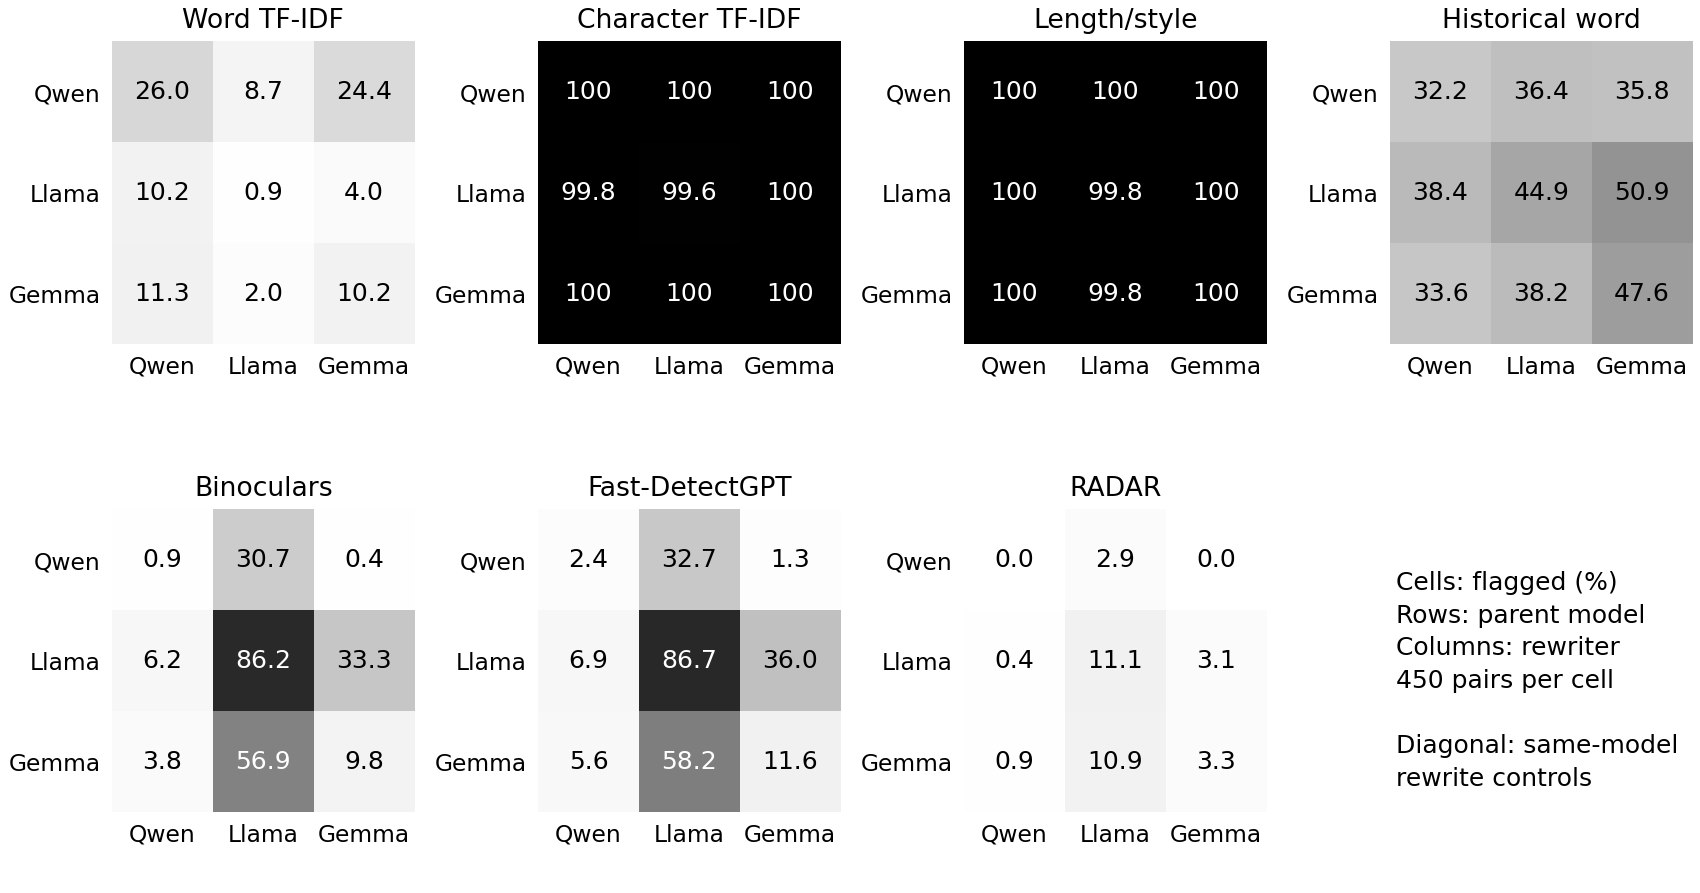 Word TF-IDF
Character TF-IDF
Length/style
Historical word
Qwen 26.0 8.7 24.4
Llama 10.2 0.9 4.0
Gemma 11.3 2.0 10.2
Qwen Llama Gemma
Qwen 100 100 100
Llama 99.8 99.6 100
Gemma 100 100 100
Qwen Llama Gemma
Qwen 100 100 100
Llama 100 99.8 100
Gemma 100 99.8 100
Qwen Llama Gemma
Qwen 32.2 36.4 35.8
Llama 38.4 44.9 50.9
Gemma 33.6 38.2 47.6
Qwen Llama Gemma
Binoculars
Qwen 0.9 30.7 0.4
Llama 6.2 86.2 33.3
Gemma 3.8 56.9 9.8
Qwen Llama Gemma
Fast-DetectGPT
Qwen 2.4 32.7 1.3
Llama 6.9 86.7 36.0
Gemma 5.6 58.2 11.6
Qwen Llama Gemma
RADAR
Qwen 0.0 2.9 0.0
Llama 0.4 11.1 3.1
Gemma 0.9 10.9 3.3
Qwen Llama Gemma
Cells: flagged (%)
Rows: parent model
Columns: rewriter
450 pairs per cell
Diagonal: same-model
rewrite controls